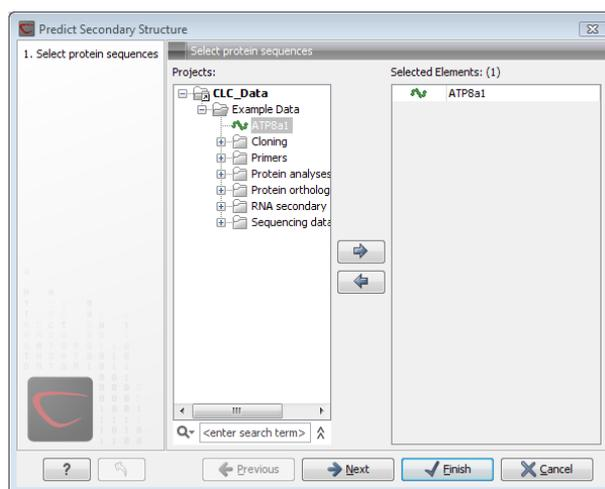 Predict Secondary Structure
1. Select protein sequences
Select protein sequences
Projects:
CLC_Data
Example Data
ATP8a1
Cloning
Primers
Protein analyses
Protein ortholog
RNA secondary
Sequencing data
<enter search term>
Selected Elements: (1)
ATP8a1
?
Previous
Next
Finish
Cancel